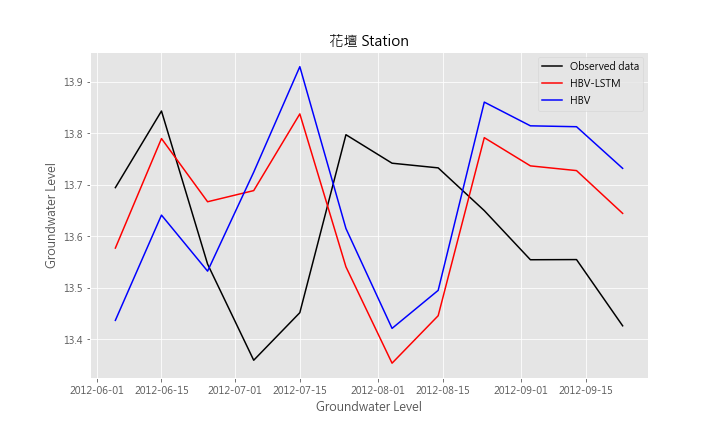 花壇 Station
Observed data
HBV-LSTM
HBV
Groundwater Level
13.9
13.8
13.7
13.6
13.5
13.4
2012-06-01 2012-06-15 2012-07-01 2012-07-15 2012-08-01 2012-08-15 2012-09-01 2012-09-15
Groundwater Level